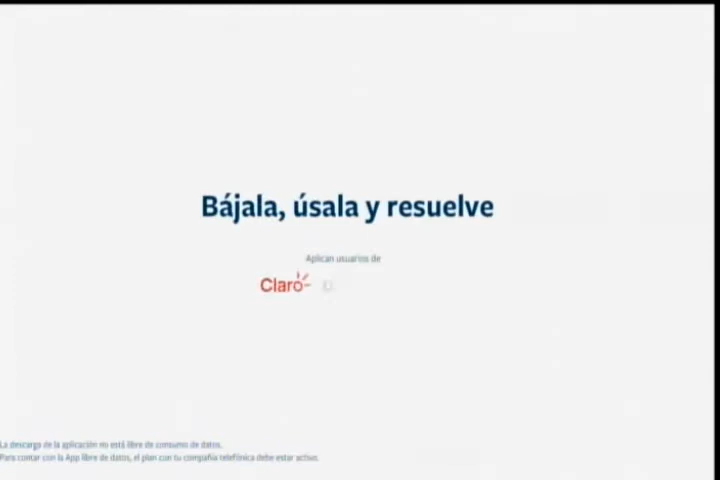 Bájala, úsala y resuelve
Aplican usuarios de
Claro
La descarga de la aplicación no está libre de consumo de datos.
Para contar con la App libre de datos, el plan con tu compañía telefónica debe estar activo.